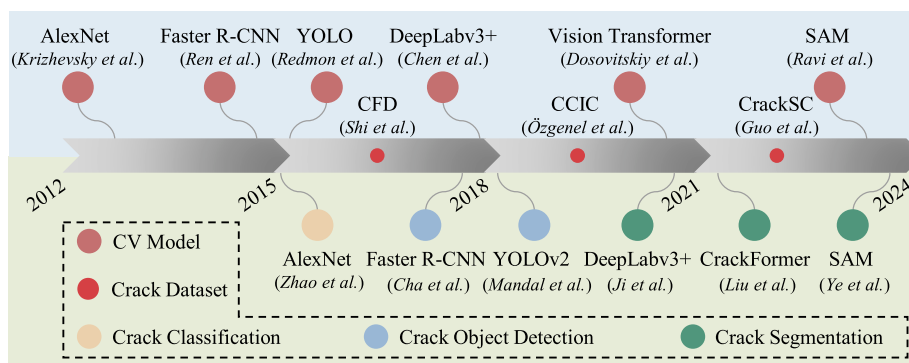 AlexNet
(Krizhevsky et al.)
Faster R-CNN
(Ren et al.)
YOLO
(Redmon et al.)
DeepLabv3+
(Chen et al.)
Vision Transformer
(Dosovitskiy et al.)
SAM
(Ravi et al.)
CFD
(Shi et al.)
CCIC
(Özgenel et al.)
CrackSC
(Guo et al.)
2012
2015
2018
2021
2024
AlexNet
(Zhao et al.)
Faster R-CNN
(Cha et al.)
YOLOv2
(Mandal et al.)
DeepLabv3+
(Ji et al.)
CrackFormer
(Liu et al.)
SAM
(Ye et al.)
CV Model
Crack Dataset
Crack Classification
Crack Object Detection
Crack Segmentation